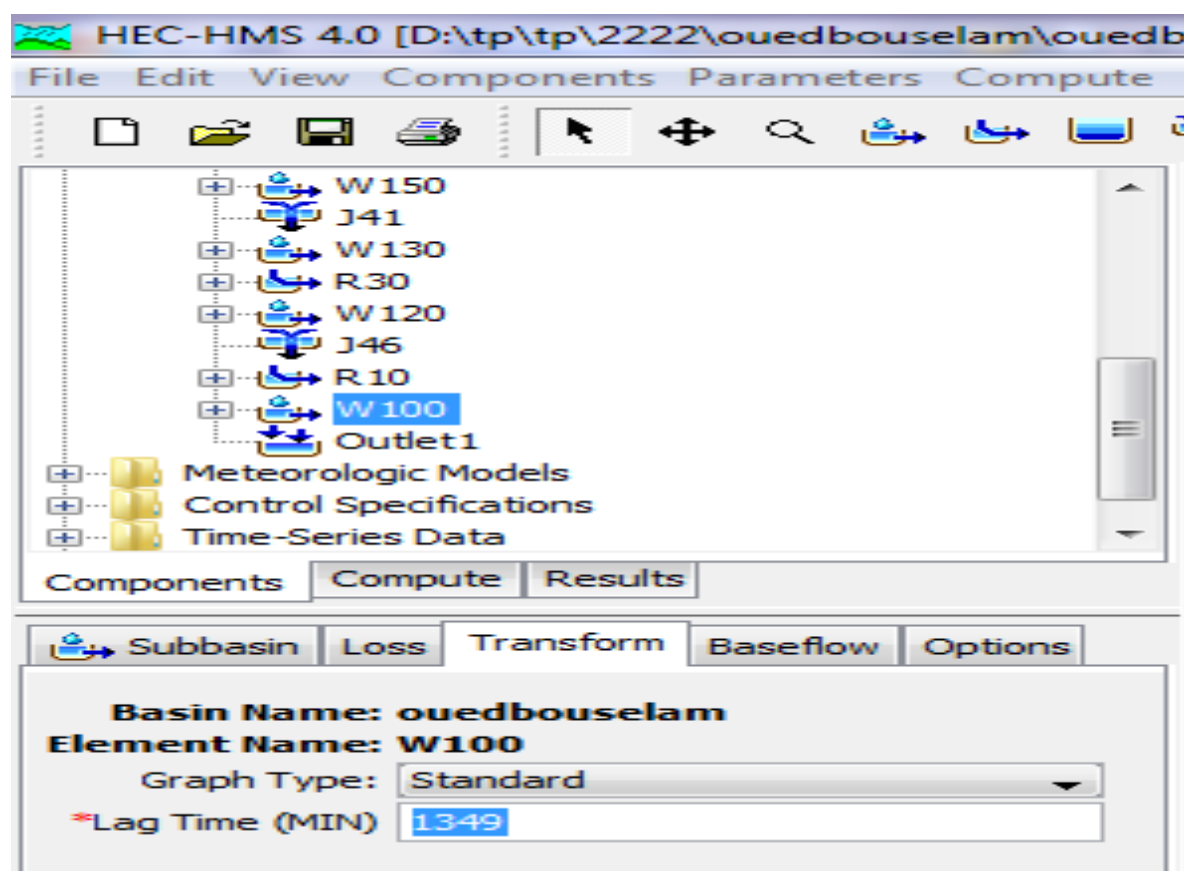 HEC-HMS 4.0 [D:\tp\tp\2222\ouedbouselam\ouedb
File Edit View Components Parameters Compute
W150
J41
W130
R30
W120
J46
R10
W100
Outlet1
Meteorologic Models
Control Specifications
Time-Series Data
Components Compute Results
Subbasin Loss Transform Baseflow Options
Basin Name: ouedbouselam
Element Name: W100
Graph Type: Standard
*Lag Time (MIN) 1349